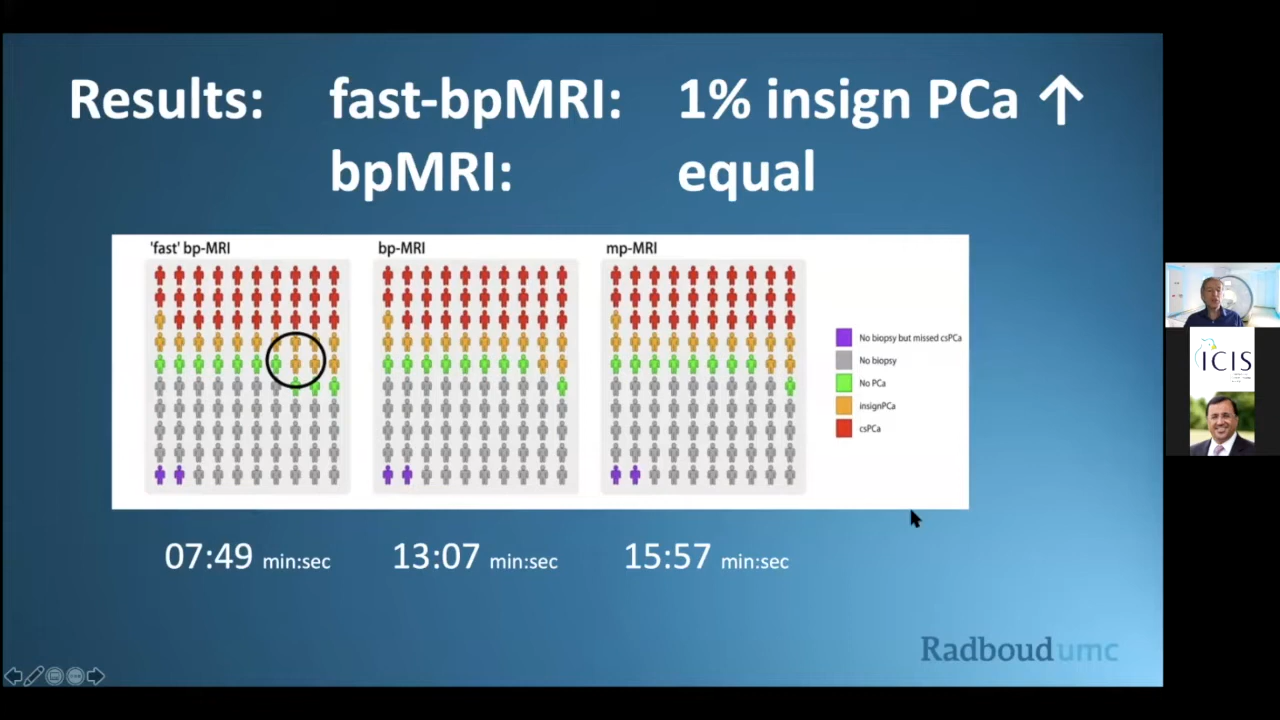 Results: fast-bpMRI: 1% insign PCa ↑
bpMRI: equal
'fast' bp-MRI bp-MRI mp-MRI
No biopsy but missed csPCa
No biopsy
No PCa
insignPCa
csPCa
07:49 min:sec 13:07 min:sec 15:57 min:sec
Radboudumc
ICIS